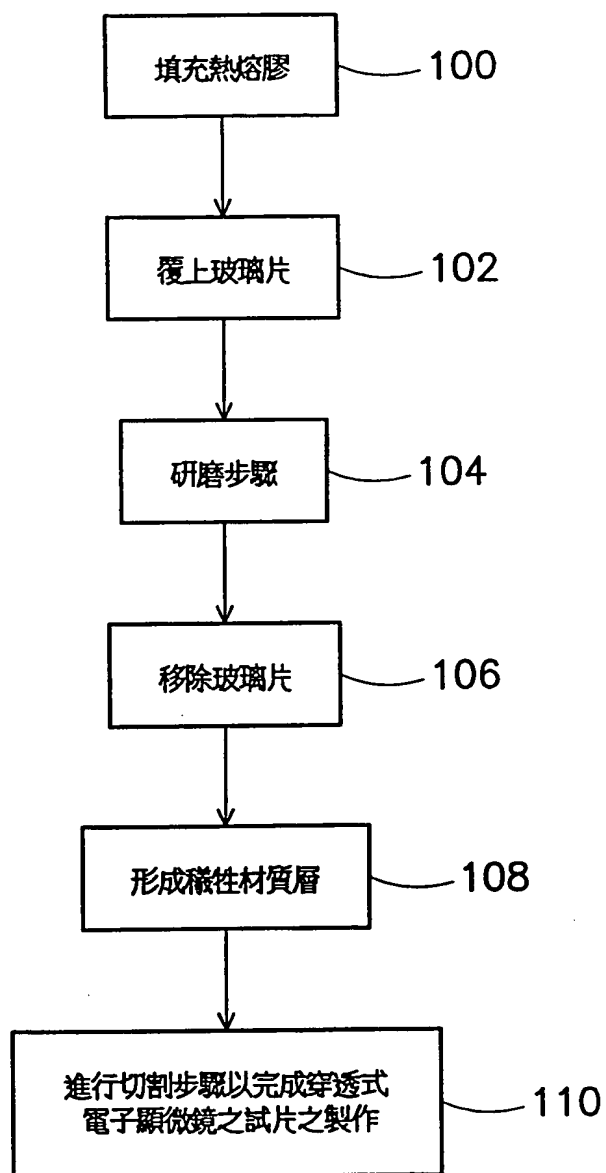 填充熱熔膠
100
覆上玻璃片
102
研磨步驟
104
移除玻璃片
106
形成犧牲材質層
108
進行切割步驟以完成穿透式
電子顯微鏡之試片之製作
110